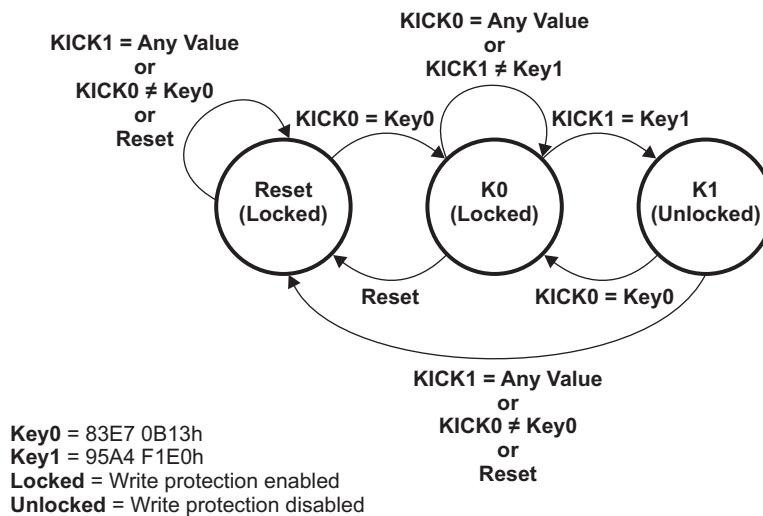 KICK1 = Any Value
or
KICK0 ≠ Key0
or
Reset
KICK0 = Any Value
or
KICK1 ≠ Key1
KICK0 = Key0
KICK1 = Key1
Reset
(Locked)
K0
(Locked)
K1
(Unlocked)
Reset
KICK0 = Key0
KICK1 = Any Value
or
KICK0 ≠ Key0
or
Reset
Key0 = 83E7 0B13h
Key1 = 95A4 F1E0h
Locked = Write protection enabled
Unlocked = Write protection disabled